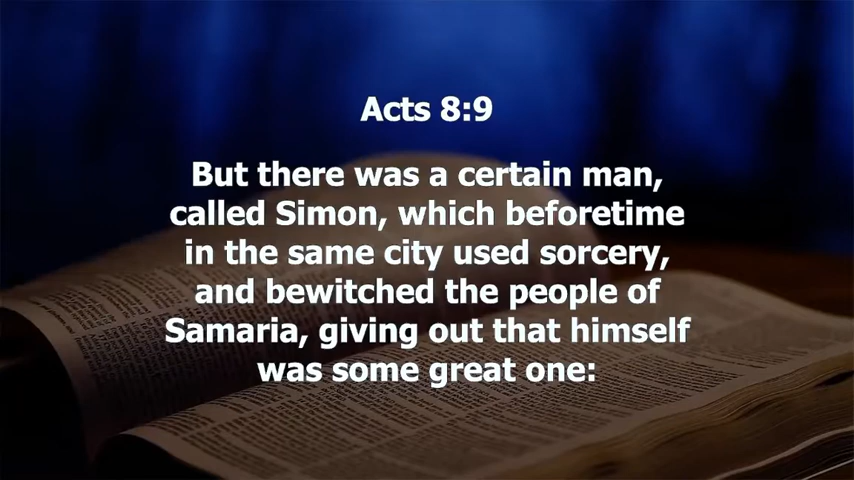 Acts 8:9
But there was a certain man,
called Simon, which beforetime
in the same city used sorcery,
and bewitched the people of
Samaria, giving out that himself
was some great one: